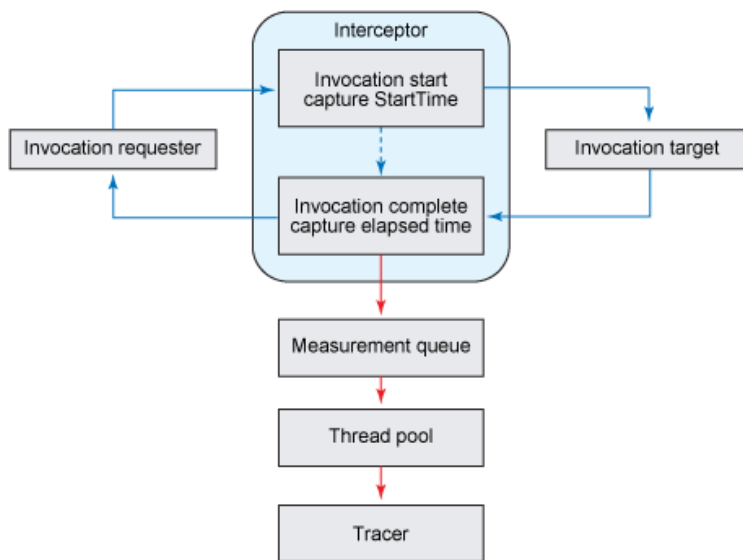 Interceptor
Invocation start
capture StartTime
Invocation requester
Invocation target
Invocation complete
capture elapsed time
Measurement queue
Thread pool
Tracer